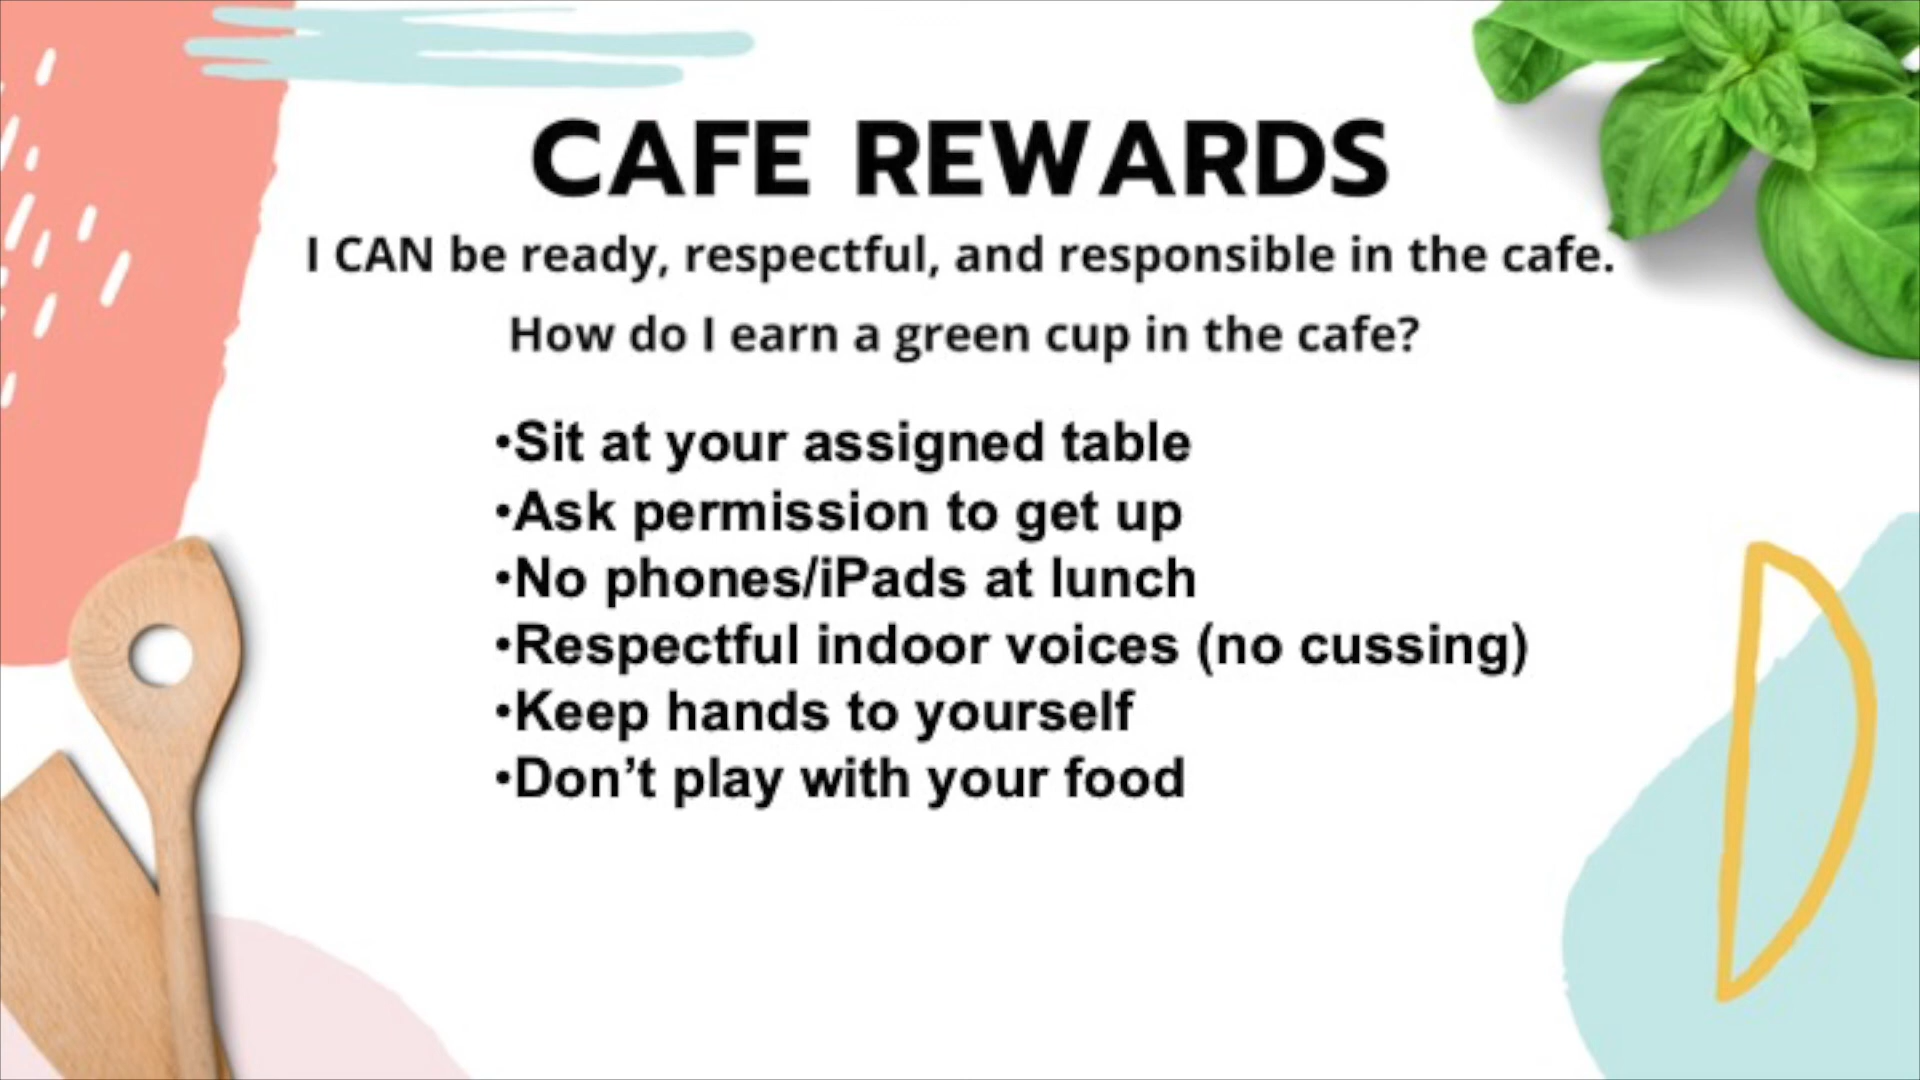 CAFE REWARDS
I CAN be ready, respectful, and responsible in the cafe.
How do I earn a green cup in the cafe?
•Sit at your assigned table
•Ask permission to get up
•No phones/iPads at lunch
•Respectful indoor voices (no cussing)
•Keep hands to yourself
•Don’t play with your food